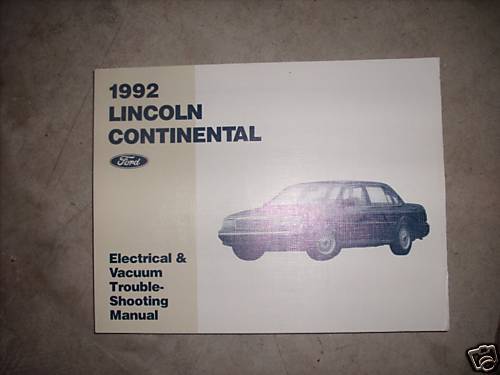 1992
LINCOLN
CONTINENTAL
Ford
Electrical &
Vacuum
Trouble-
Shooting
Manual